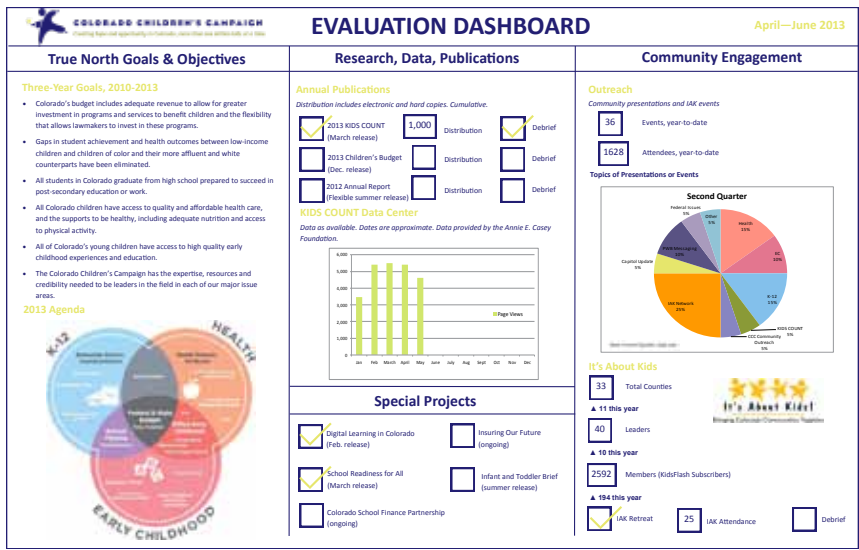 COLORADO CHILDREN'S CAMPAIGN
EVALUATION DASHBOARD
April—June 2013
True North Goals & Objectives
Three-Year Goals, 2010-2013
• Colorado's budget includes adequate revenue to allow for greater
investment in programs and services to benefit children and the flexibility
that allows lawmakers to invest in these programs.
• Gaps in student achievement and health outcomes between low-income
children and children of color and their more affluent and white
counterparts have been eliminated.
• All students in Colorado graduate from high school prepared to succeed in
post-secondary education or work.
• All Colorado children have access to quality and affordable health care,
and the supports to be healthy, including adequate nutrition and access
to physical activity.
• All of Colorado's young children have access to high quality early
childhood experiences and education.
• The Colorado Children's Campaign has the expertise, resources and
credibility needed to be leaders in the field in each of our major issue
areas.
2013 Agenda
K-12
HEALTH
EARLY CHILDHOOD
Research, Data, Publications
Annual Publications
Distribution includes electronic and hard copies. Cumulative.
2013 KIDS COUNT
(March release)
1,000
Distribution
Debrief
2013 Children's Budget
(Dec. release)
Distribution
Debrief
2012 Annual Report
(Flexible summer release)
Distribution
Debrief
KIDS COUNT Data Center
Data as available. Dates are approximate. Data provided by the Annie E. Casey
Foundation.
6,000
5,000
4,000
3,000
2,000
1,000
0
Jan Feb March April May June July Aug Sept Oct Nov Dec
Page Views
Special Projects
Digital Learning in Colorado
(Feb. release)
Insuring Our Future
(ongoing)
School Readiness for All
(March release)
Infant and Toddler Brief
(summer release)
Colorado School Finance Partnership
(ongoing)
Community Engagement
Outreach
Community presentations and IAK events
36 Events, year-to-date
1628 Attendees, year-to-date
Topics of Presentations or Events
Second Quarter
Federal Issues
5%
Other
5%
Health
15%
EC
10%
K-12
15%
KIDS COUNT
5%
CCC Community
Outreach
5%
IAK Network
25%
Capital Update
5%
Messaging
It's About Kids
33 Total Counties
▲ 11 this year
40 Leaders
▲ 10 this year
2592 Members (KidsFlash Subscribers)
▲ 194 this year
It's About Kids!
IAK Retreat
25 IAK Attendance
Debrief